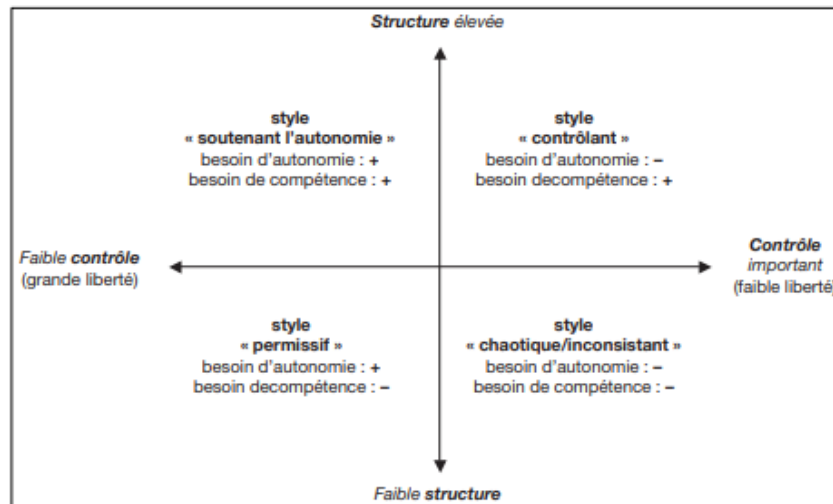 Structure élevée
style
« soutenant l'autonomie »
besoin d'autonomie : +
besoin de compétence : +
style
« contrôlant »
besoin d'autonomie : –
besoin decompétence : +
Faible contrôle
(grande liberté)
Contrôle
important
(faible liberté)
style
« permissif »
besoin d'autonomie : +
besoin decompétence : –
style
« chaotique/inconsistant »
besoin d'autonomie : –
besoin de compétence : –
Faible structure